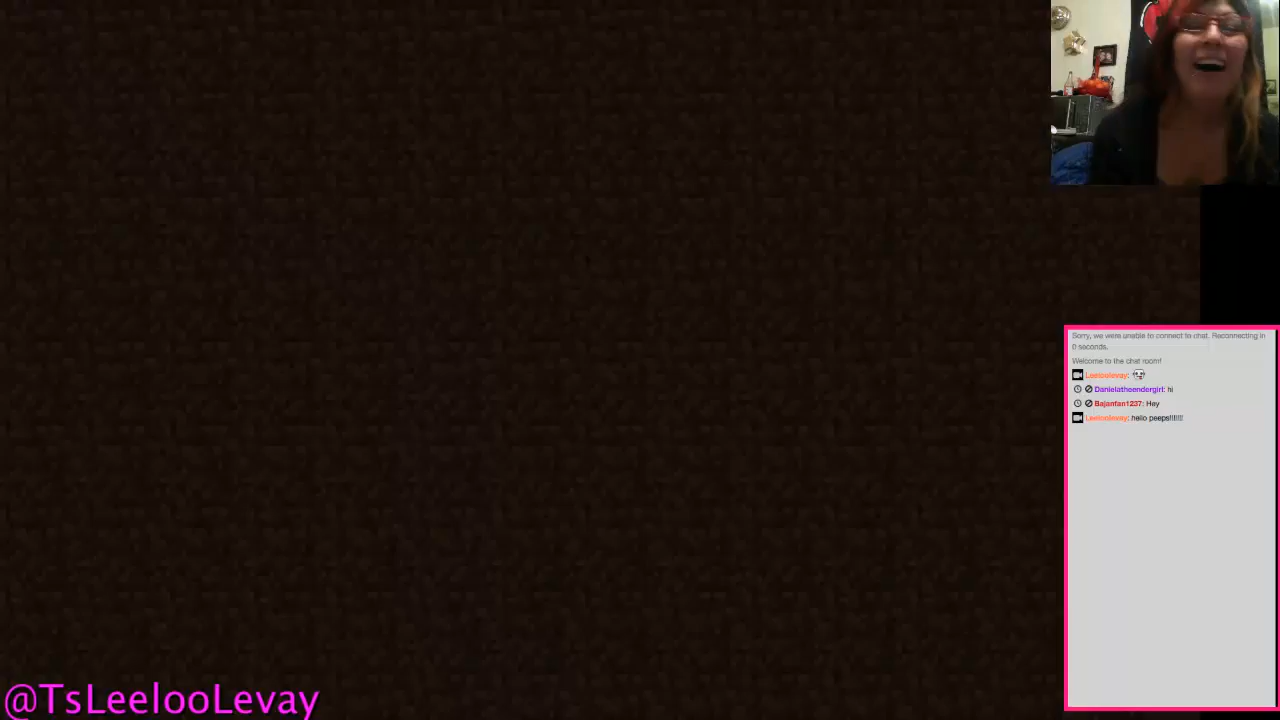 Sorry, we were unable to connect to chat. Reconnecting in
0 seconds.
Welcome to the chat room!
Leeloolevay:
Danielatheendergirl: hi
Bajanfan1237: Hey
Leeloolevay: hello peeps!!!!!!!
@TsLeelooLevay